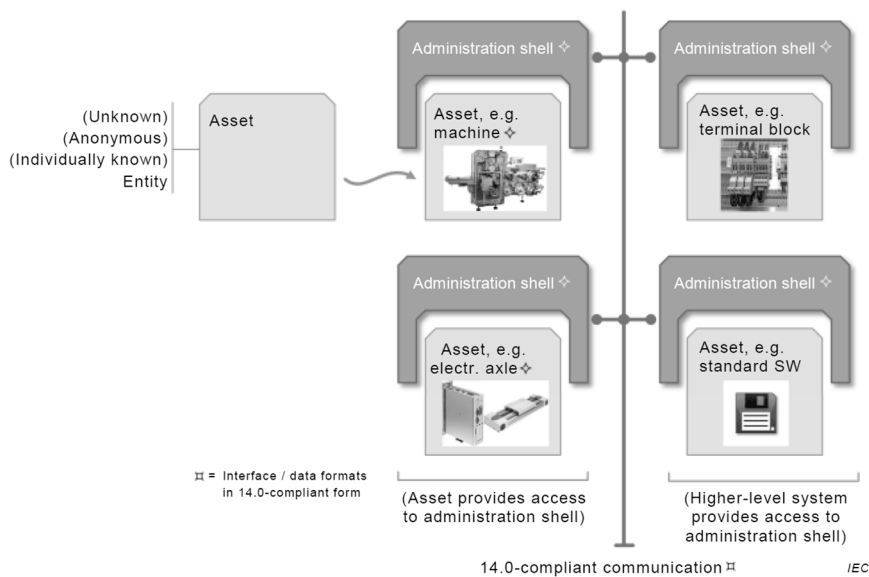 Administration shell ✧
Administration shell ✧
(Unknown)
(Anonymous)
(Individually known)
Entity
Asset
Asset, e.g.
machine ✧
Asset, e.g.
terminal block
Administration shell ✧
Administration shell ✧
Asset, e.g.
electr. axle ✧
Asset, e.g.
standard SW
¤ = Interface / data formats
in 14.0-compliant form
(Asset provides access
to administration shell)
(Higher-level system
provides access to
administration shell)
14.0-compliant communication ¤
IEC